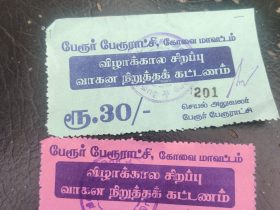 பேரூர் பேரூராட்சி, கோவை மாவட்டம்
விழாக்கால சிறப்பு
வாகன நிறுத்தக் கட்டணம்
201
ரூ.30/-
செயல் அலுவலர்
பேரூர் பேரூராட்சி
பேரூர் பேரூராட்சி, கோவை மாவட்டம்
விழாக்கால சிறப்பு
வாகன நிறுத்தக் கட்டணம்